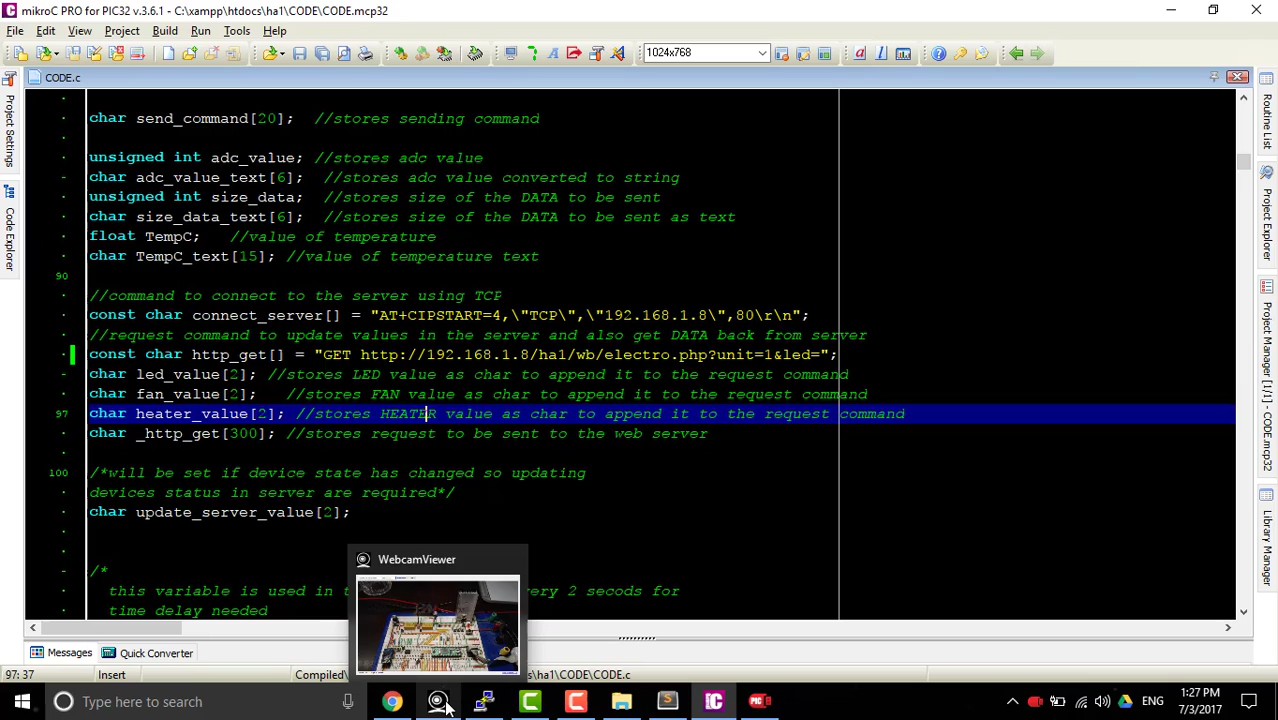 mikroC PRO for PIC32 v.3.6.1 - C:\xampp\htdocs\ha1\CODE\CODE.mcp32
File Edit View Project Build Run Tools Help
1024x768
CODE.c
Project Settings
Code Explorer
Routine List
Project Explorer
Project Manager [1/1] - CODE.mcp32
Library Manager
char send_command[20]; //stores sending command
unsigned int adc_value; //stores adc value
char adc_value_text[6]; //stores adc value converted to string
unsigned int size_data; //stores size of the DATA to be sent
char size_data_text[6]; //stores size of the DATA to be sent as text
float TempC; //value of temperature
char TempC_text[15]; //value of temperature text
90
//command to connect to the server using TCP
const char connect_server[] = "AT+CIPSTART=4,\"TCP\",\"192.168.1.8\",80\r\n";
//request command to update values in the server and also get DATA back from server
const char http_get[] = "GET http://192.168.1.8/ha1/wb/electro.php?unit=1&led=";
char led_value[2]; //stores LED value as char to append it to the request command
char fan_value[2]; //stores FAN value as char to append it to the request command
97 char heater_value[2]; //stores HEATER value as char to append it to the request command
char _http_get[300]; //stores request to be sent to the web server
100 /*will be set if device state has changed so updating
devices status in server are required*/
char update_server_value[2];
/*
this variable is used in t
very 2 secods for
time delay needed
WebcamViewer
Messages Quick Converter
97: 37 Insert Compiled
\htdocs\ha1\CODE\CODE.c
Type here to search
ENG
1:27 PM
7/3/2017